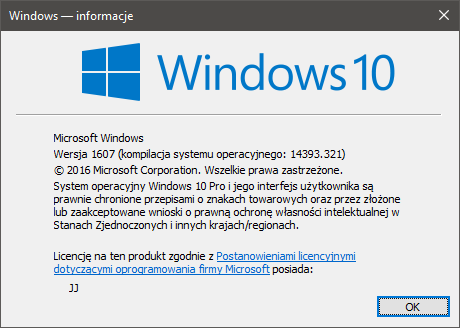 Windows — informacje
Windows 10
Microsoft Windows
Wersja 1607 (kompilacja systemu operacyjnego: 14393.321)
© 2016 Microsoft Corporation. Wszelkie prawa zastrzeżone.
System operacyjny Windows 10 Pro i jego interfejs użytkownika są
prawnie chronione przepisami o znakach towarowych oraz przez złożone
lub zaakceptowane wnioski o prawną ochronę własności intelektualnej w
Stanach Zjednoczonych i innych krajach/regionach.
Licencję na ten produkt zgodnie z Postanowieniami licencyjnymi
dotyczącymi oprogramowania firmy Microsoft posiada:
JJ
OK